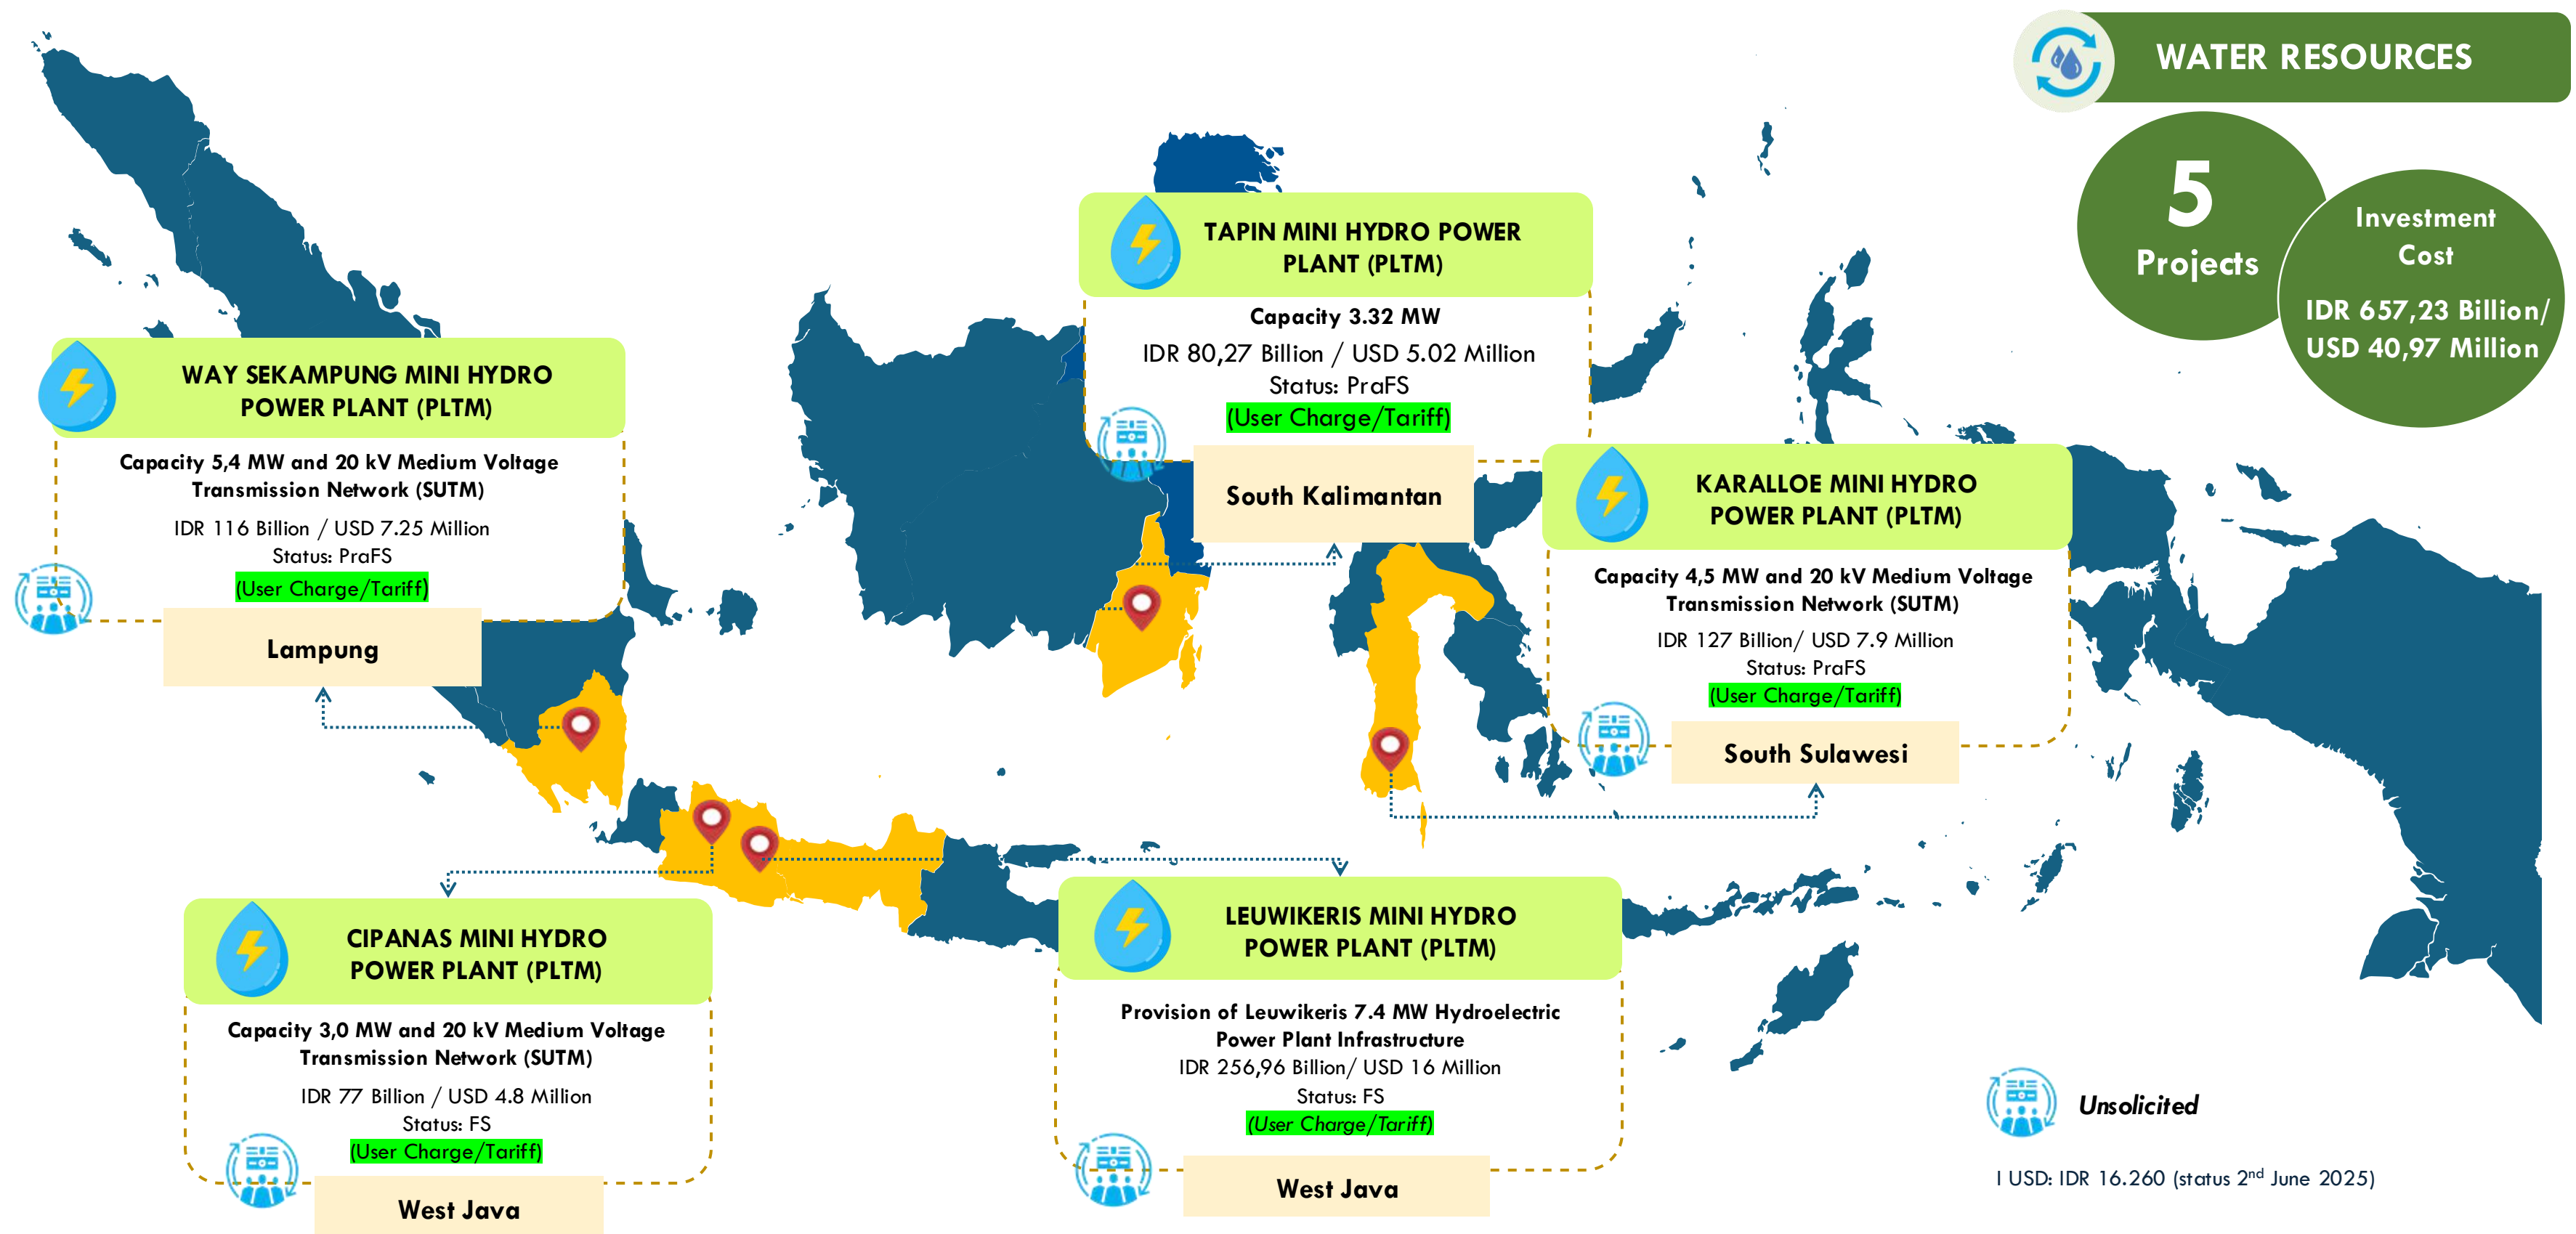 WATER RESOURCES
5
Projects
Investment
Cost
IDR 657,23 Billion/
USD 40,97 Million
TAPIN MINI HYDRO POWER
PLANT (PLTM)
Capacity 3.32 MW
IDR 80,27 Billion / USD 5.02 Million
Status: PraFS
(User Charge/Tariff)
South Kalimantan
WAY SEKAMPUNG MINI HYDRO
POWER PLANT (PLTM)
Capacity 5,4 MW and 20 kV Medium Voltage
Transmission Network (SUTM)
IDR 116 Billion / USD 7.25 Million
Status: PraFS
(User Charge/Tariff)
Lampung
KARALLOE MINI HYDRO
POWER PLANT (PLTM)
Capacity 4,5 MW and 20 kV Medium Voltage
Transmission Network (SUTM)
IDR 127 Billion/ USD 7.9 Million
Status: PraFS
(User Charge/Tariff)
South Sulawesi
CIPANAS MINI HYDRO
POWER PLANT (PLTM)
Capacity 3,0 MW and 20 kV Medium Voltage
Transmission Network (SUTM)
IDR 77 Billion / USD 4.8 Million
Status: FS
(User Charge/Tariff)
West Java
LEUWIKERIS MINI HYDRO
POWER PLANT (PLTM)
Provision of Leuwikeris 7.4 MW Hydroelectric
Power Plant Infrastructure
IDR 256,96 Billion/ USD 16 Million
Status: FS
(User Charge/Tariff)
West Java
Unsolicited
1 USD: IDR 16.260 (status 2nd June 2025)